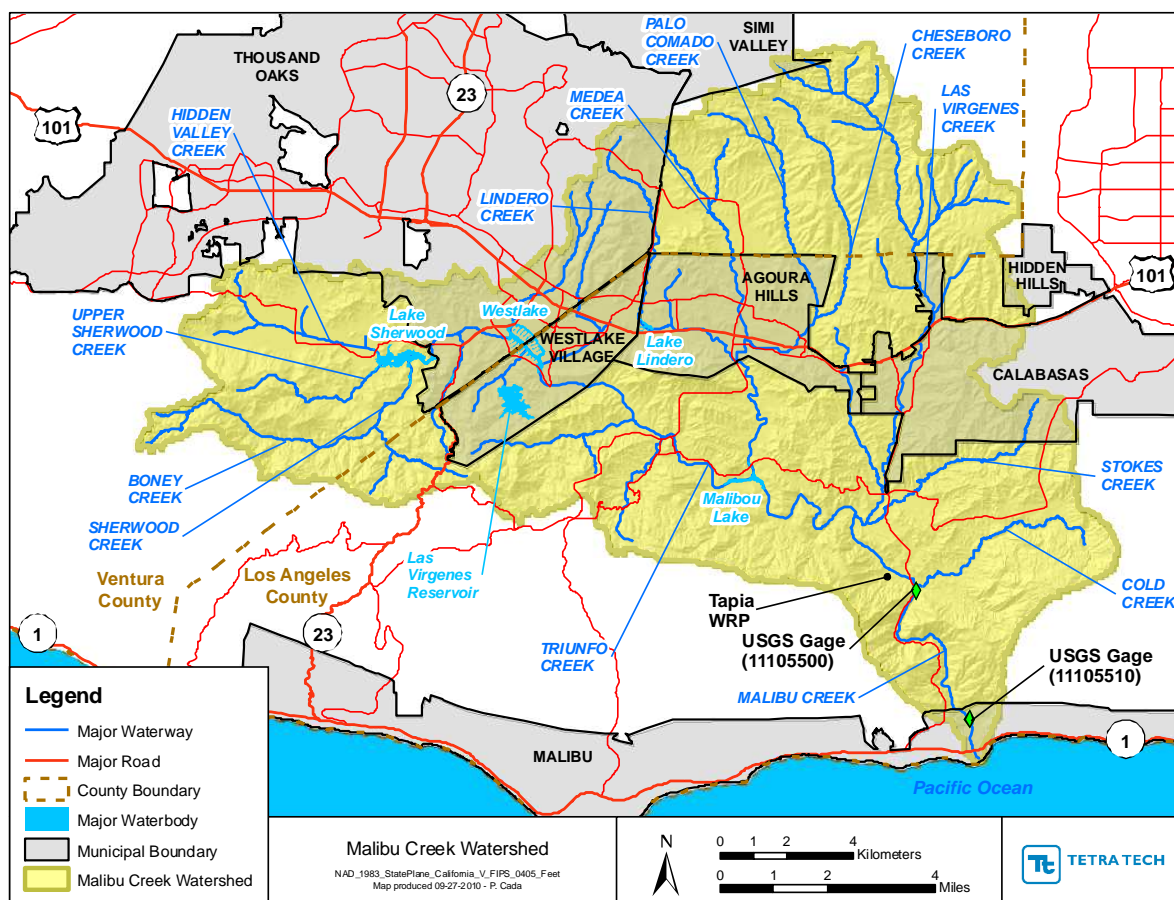 THOUSAND
OAKS
SIMI
VALLEY
PALO
COMADO
CREEK
CHESEBORO
CREEK
23
101
HIDDEN
VALLEY
CREEK
MEDEA
CREEK
LAS
VIRGENES
CREEK
LINDERO
CREEK
AGOURA
HILLS
HIDDEN
HILLS
101
UPPER
SHERWOOD
CREEK
Lake
Sherwood
Westlake
WESTLAKE
VILLAGE
Lake
Lindero
CALABASAS
BONEY
CREEK
STOKES
CREEK
SHERWOOD
CREEK
Malibou
Lake
Las
Virgenes
Reservoir
Ventura
County
Los Angeles
County
COLD
CREEK
Tapia
WRP
USGS Gage
(11105500)
1
23
TRIUNFO
CREEK
USGS Gage
(11105510)
MALIBU CREEK
MALIBU
1
Pacific Ocean
Legend
Major Waterway
Major Road
County Boundary
Major Waterbody
Municipal Boundary
Malibu Creek Watershed
Malibu Creek Watershed
NAD_1983_StatePlane_California_V_FIPS_0405_Feet
Map produced 09-27-2010 - P. Cada
N
0 1 2 4
Kilometers
0 1 2 4
Miles
Tt TETRA TECH